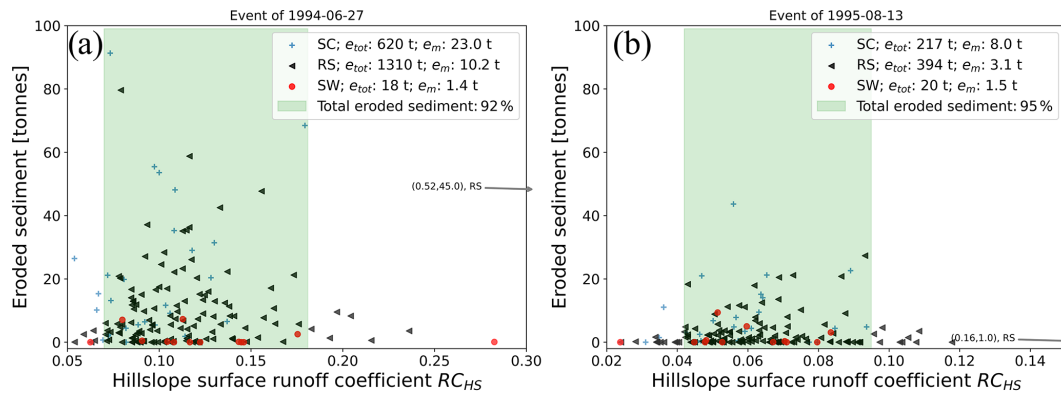 Event of 1994-06-27
(a)
SC; e_tot: 620 t; e_m: 23.0 t
RS; e_tot: 1310 t; e_m: 10.2 t
SW; e_tot: 18 t; e_m: 1.4 t
Total eroded sediment: 92 %
(0.52,45.0), RS
Eroded sediment [tonnes]
100
80
60
40
20
0
0.05
0.10
0.15
0.20
0.25
0.30
Hillslope surface runoff coefficient RC_HS
Event of 1995-08-13
(b)
SC; e_tot: 217 t; e_m: 8.0 t
RS; e_tot: 394 t; e_m: 3.1 t
SW; e_tot: 20 t; e_m: 1.5 t
Total eroded sediment: 95 %
(0.16,1.0), RS
Eroded sediment [tonnes]
100
80
60
40
20
0
0.02
0.04
0.06
0.08
0.10
0.12
0.14
Hillslope surface runoff coefficient RC_HS